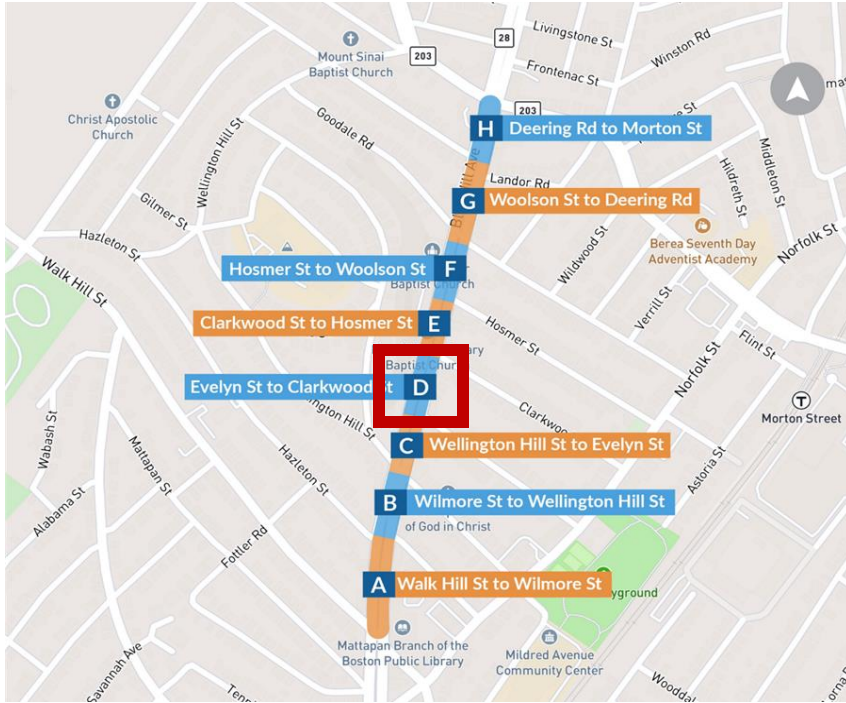 Livingstone St
28
Winston Rd
Mount Sinai
Baptist Church
203
Frontenac St
Christ Apostolic
Church
Goodale Rd
203
H
Deering Rd to Morton St
Wellington Hill St
Middleton St
Hildreth St
Landor Rd
Gilmer St
G
Woolson St to Deering Rd
Hazleton St
Wildwood St
Berea Seventh Day
Adventist Academy
Norfolk St
Walk Hill St
Hosmer St to Woolson St
F
Baptist Church
Verrill St
Clarkwood St to Hosmer St
E
Hosmer St
Flint St
Norfolk St
Evelyn St to Clarkwood St
D
T
Morton Street
Wabash St
Mattapan St
C
Wellington Hill St to Evelyn St
Astoria St
Hazleton St
Alabama St
B
Wilmore St to Wellington Hill St
of God in Christ
Fottler Rd
A
Walk Hill St to Wilmore St
Mattapan Branch of the
Boston Public Library
Mildred Avenue
Community Center
Savannah Ave